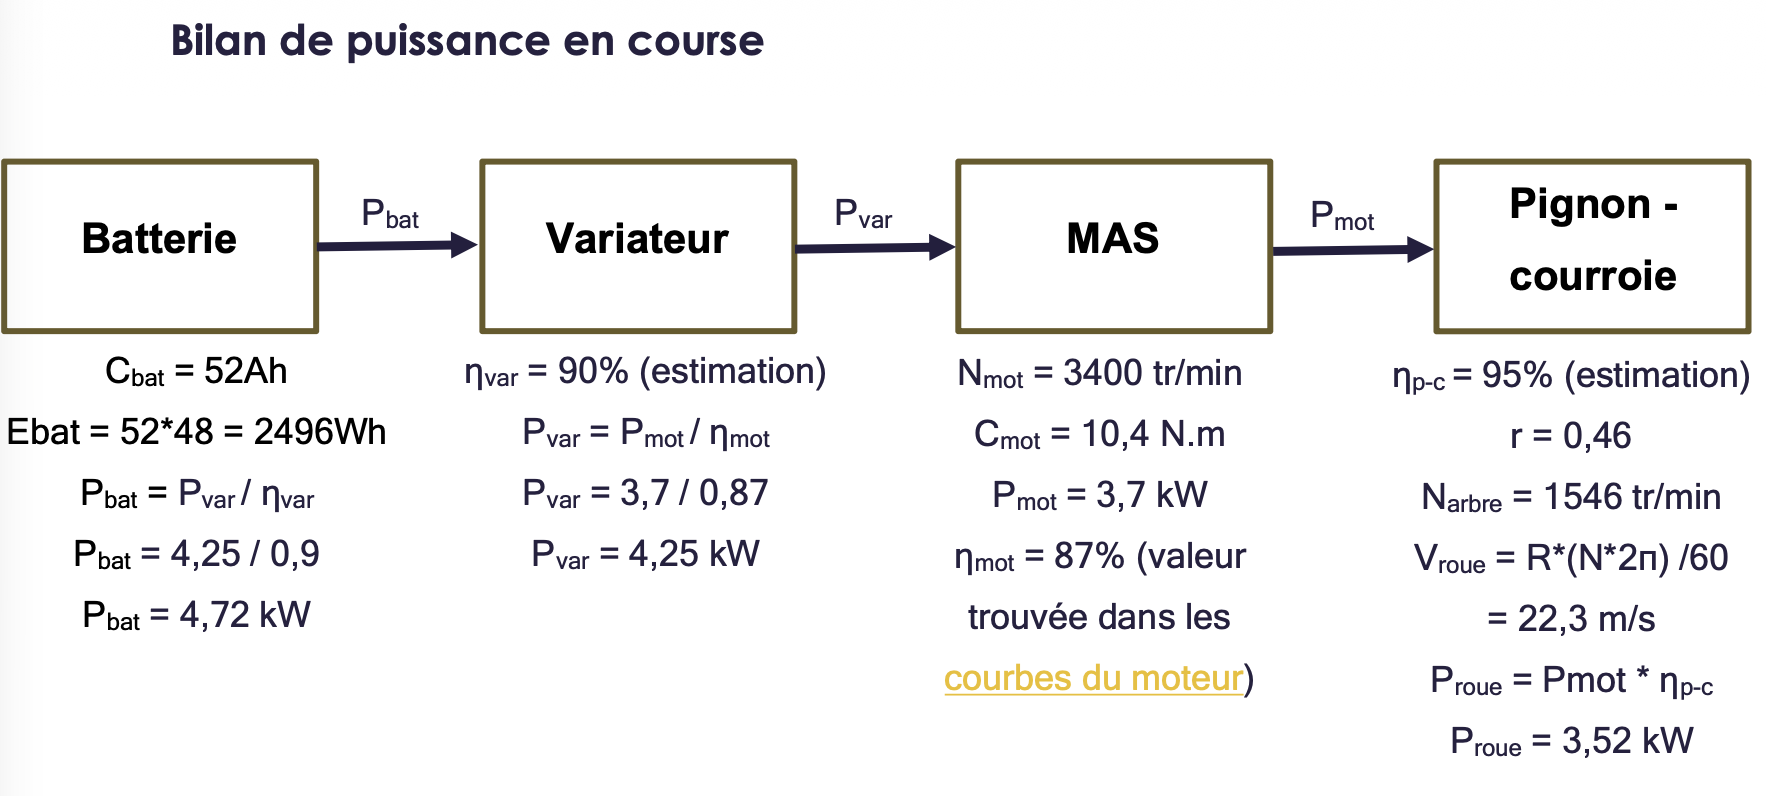 Bilan de puissance en course
Batterie
Pbat
Variateur
Pvar
MAS
Pmot
Pignon -
courroie
Cbat = 52Ah
Ebat = 52*48 = 2496Wh
Pbat = Pvar / ηvar
Pbat = 4,25 / 0,9
Pbat = 4,72 kW
ηvar = 90% (estimation)
Pvar = Pmot / ηmot
Pvar = 3,7 / 0,87
Pvar = 4,25 kW
Nmot = 3400 tr/min
Cmot = 10,4 N.m
Pmot = 3,7 kW
ηmot = 87% (valeur
trouvée dans les
courbes du moteur)
ηp-c = 95% (estimation)
r = 0,46
Narbre = 1546 tr/min
Vroue = R*(N*2π) /60
= 22,3 m/s
Proue = Pmot * ηp-c
Proue = 3,52 kW